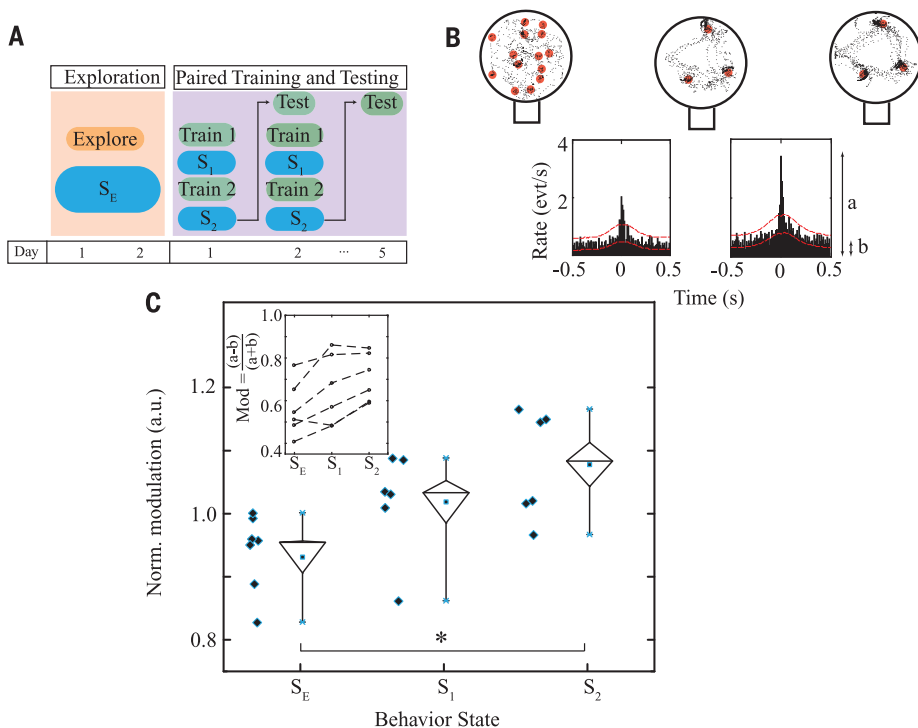 A
Exploration
Paired Training and Testing
Explore
S_E
Test
Test
Train 1
Train 1
S_1
S_1
Train 2
Train 2
S_2
S_2
Day 1 2 1 2 ... 5
B
Rate (evt/s)
4
2
a
b
-0.5 0 0.5
-0.5 0 0.5
Time (s)
C
Norm. modulation (a.u.)
1.2
1.0
0.8
Mod = (a-b)/(a+b)
1.0
0.8
0.6
0.4
S_E S_1 S_2
*
S_E S_1 S_2
Behavior State